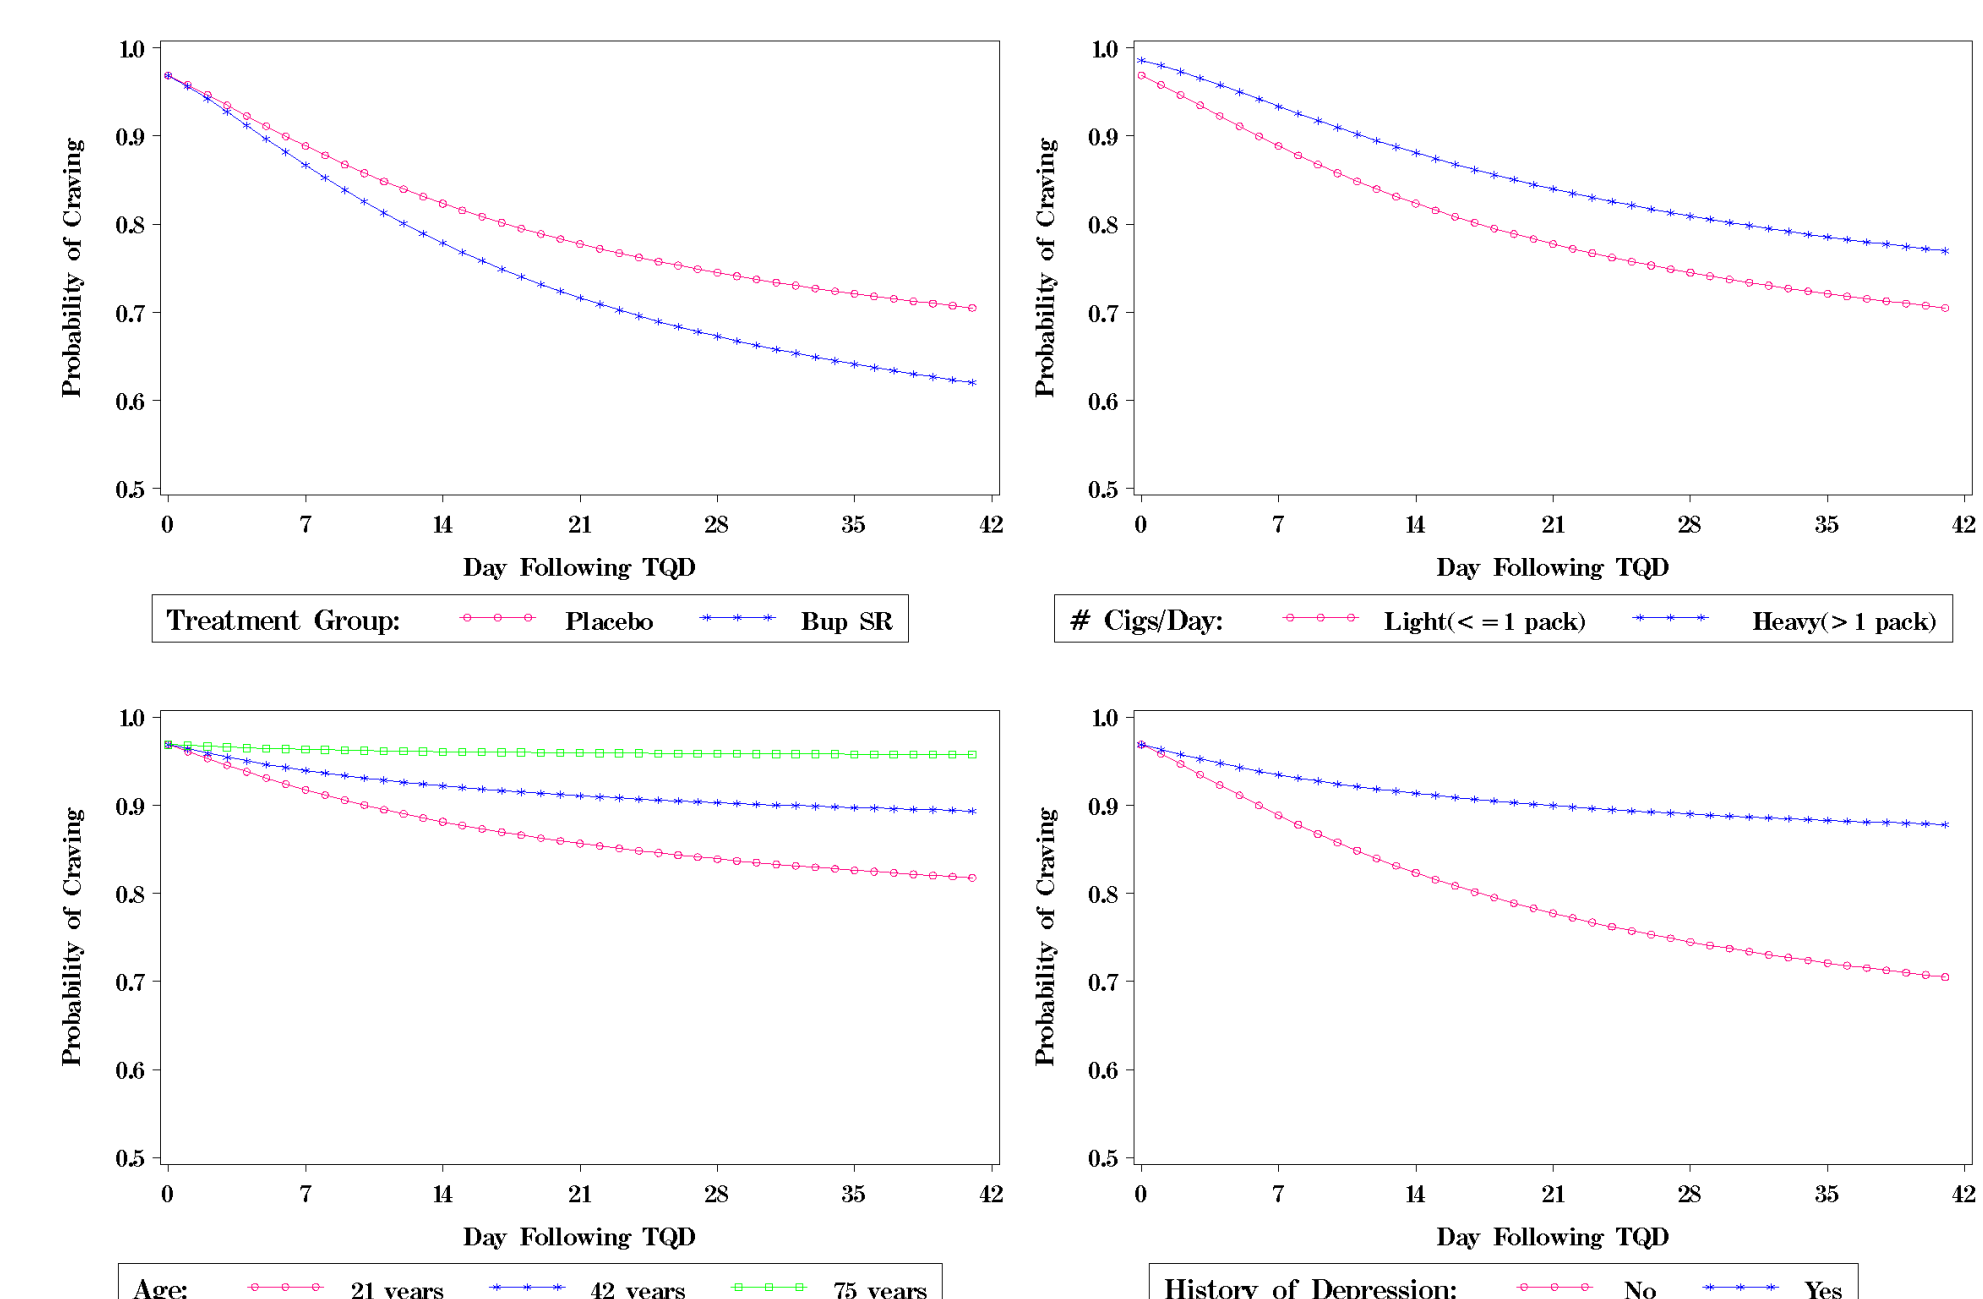 1.0
0.9
0.8
0.7
0.6
0.5
Probability of Craving
0 7 14 21 28 35 42
Day Following TQD
Treatment Group: Placebo Bup SR
1.0
0.9
0.8
0.7
0.6
0.5
Probability of Craving
0 7 14 21 28 35 42
Day Following TQD
# Cigs/Day: Light(<=1 pack) Heavy(>1 pack)
1.0
0.9
0.8
0.7
0.6
0.5
Probability of Craving
0 7 14 21 28 35 42
Day Following TQD
Age: 21 years 42 years 75 years
1.0
0.9
0.8
0.7
0.6
0.5
Probability of Craving
0 7 14 21 28 35 42
Day Following TQD
History of Depression: No Yes